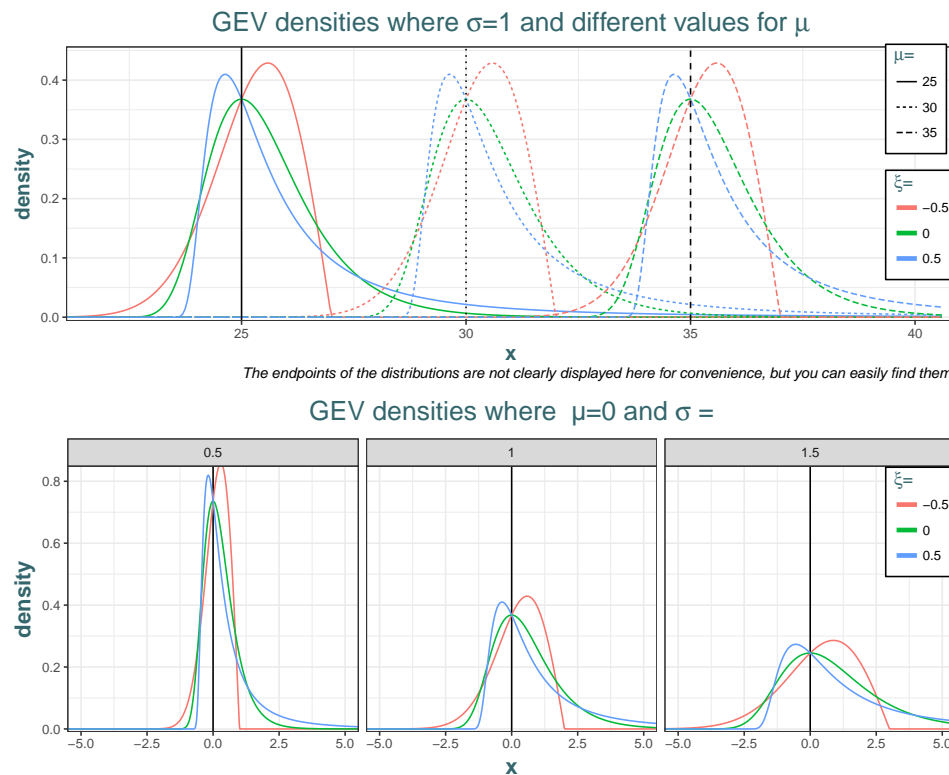 GEV densities where σ=1 and different values for μ
density
0.4
0.3
0.2
0.1
0.0
25
30
35
40
x
μ=
25
30
35
ξ=
−0.5
0
0.5
The endpoints of the distributions are not clearly displayed here for convenience, but you can easily find them
GEV densities where μ=0 and σ =
0.5
1
1.5
density
0.8
0.6
0.4
0.2
0.0
−5.0 −2.5 0.0 2.5 5.0
−5.0 −2.5 0.0 2.5 5.0
−5.0 −2.5 0.0 2.5 5.0
x
ξ=
−0.5
0
0.5